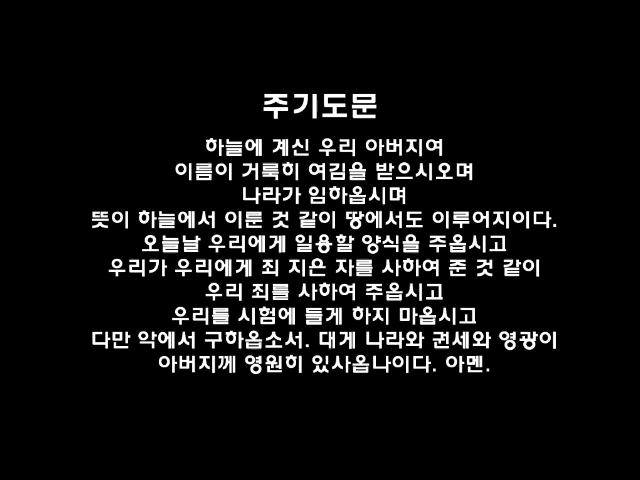 주기도문
하늘에 계신 우리 아버지여
이름이 거룩히 여김을 받으시오며
나라가 임하옵시며
뜻이 하늘에서 이룬 것 같이 땅에서도 이루어지이다.
오늘날 우리에게 일용할 양식을 주옵시고
우리가 우리에게 죄 지은 자를 사하여 준 것 같이
우리 죄를 사하여 주옵시고
우리를 시험에 들게 하지 마옵시고
다만 악에서 구하옵소서. 대게 나라와 권세와 영광이
아버지께 영원히 있사옵나이다. 아멘.